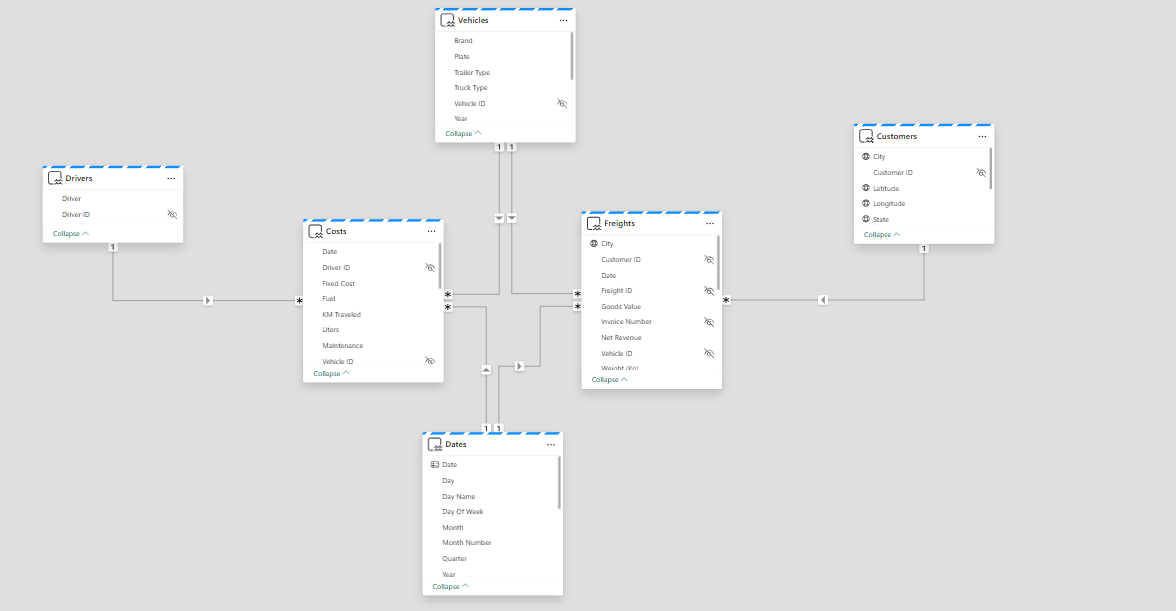 Vehicles
Brand
Plate
Trailer Type
Truck Type
Vehicle ID
Year
Collapse
1 1
Customers
City
Customer ID
Latitude
Longitude
State
Collapse
1
Drivers
Driver
Driver ID
Collapse
1
Costs
Date
Driver ID
Fixed Cost
Fuel
KM Traveled
Liters
Maintenance
Vehicle ID
Collapse
*
*
*
Freights
City
Customer ID
Date
Freight ID
Goods Value
Invoice Number
Net Revenue
Vehicle ID
Weight (Kg)
Collapse
*
*
*
1 1
Dates
Date
Day
Day Name
Day Of Week
Month
Month Number
Quarter
Year
Collapse